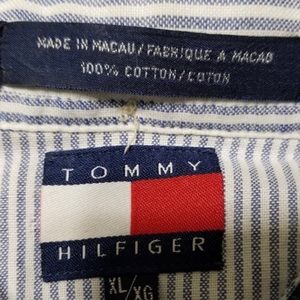 MADE IN MACAU/FABRIQUE A MACAO
100% COTTON/COTON
TOMMY
HILFIGER
XL/XG